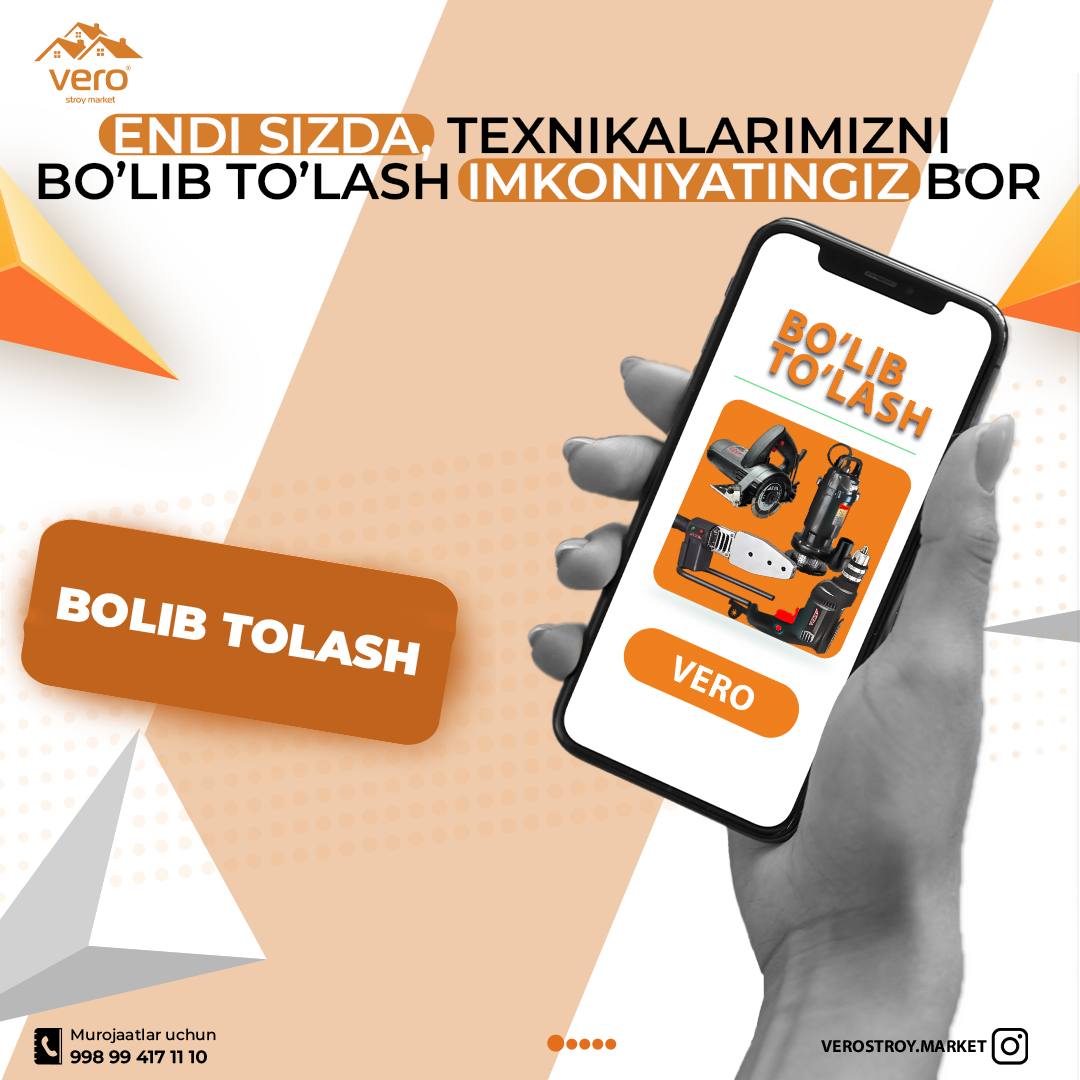 vero®
stroy market
ENDI SIZDA, TEXNIKALARIMIZNI
BO’LIB TO’LASH IMKONIYATINGIZ BOR
BO’LIB
TO’LASH
VERO
BOLIB TOLASH
Murojaatlar uchun
998 99 417 11 10
VEROSTROY.MARKET